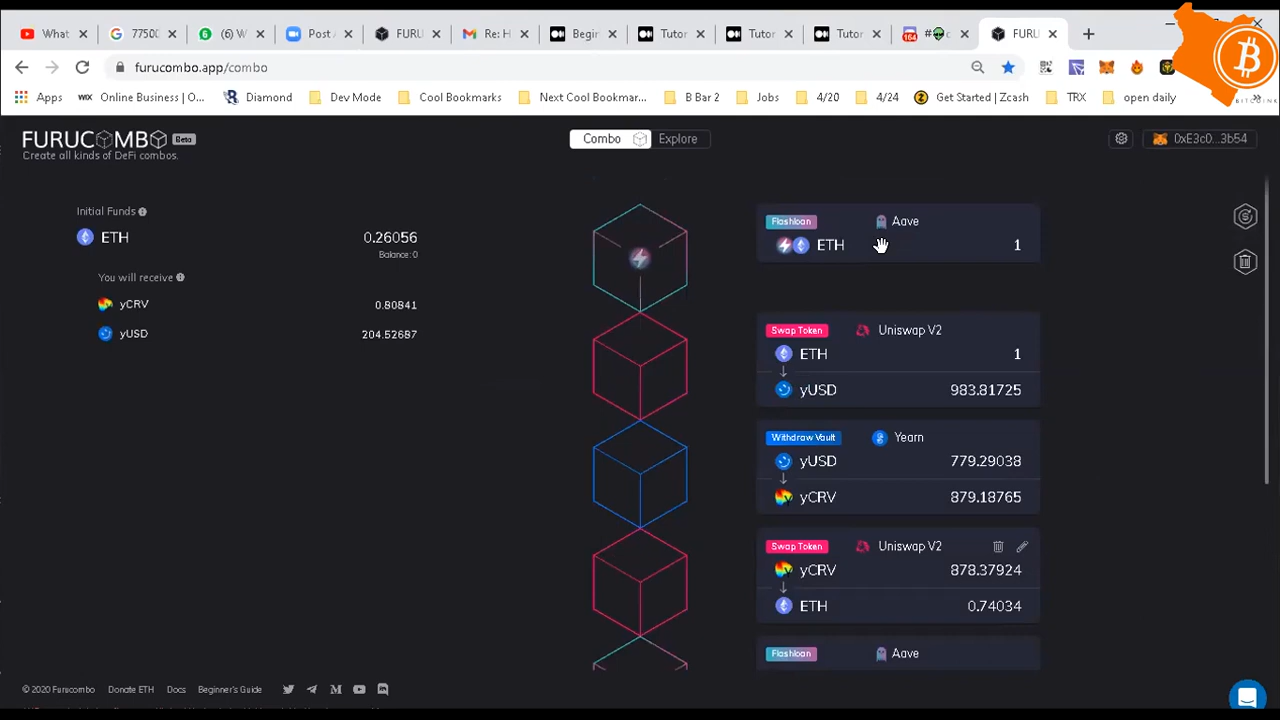 What
7750D
(6) W
Post A
FURU
Re: H
Begir
Tutor
Tutor
Tutor
164
#
FURU
furucombo.app/combo
Apps
WIX Online Business | O...
Diamond
Dev Mode
Cool Bookmarks
Not Cool Bookmar...
B Bar Z
Jobs
4/20
4/24
Get Started | Zcash
TRX
open daily
»
FURUCOMBO Beta
Create all kinds of DeFi combos.
Combo
Explore
0xE3c0...3b54
Initial Funds
ETH 0.26056
Balance: 0
You will receive
yCRV 0.80841
yUSD 204.52687
Flashloan Aave
ETH 1
Swap Token Uniswap V2
ETH 1
yUSD 983.81725
Withdraw Vault Yearn
yUSD 779.29038
yCRV 879.18765
Swap Token Uniswap V2
yCRV 878.37924
ETH 0.74034
Flashloan Aave
© 2020 Furucombo Donate ETH Docs Beginner's Guide